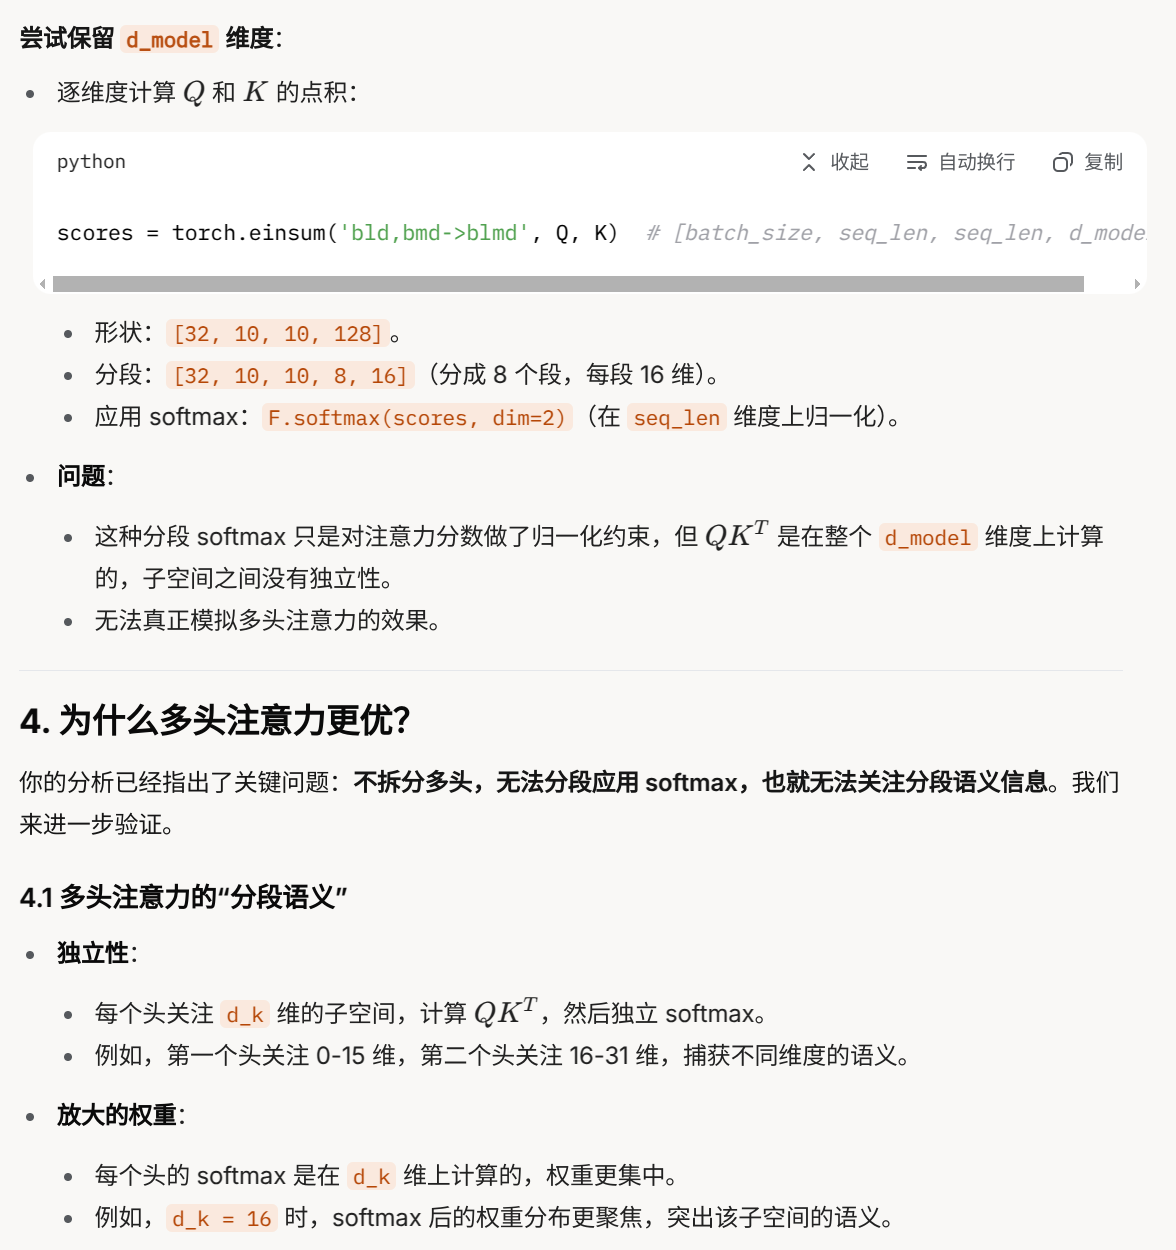 尝试保留 d_model 维度：
逐维度计算 Q 和 K 的点积：
python 收起 自动换行 复制
scores = torch.einsum('bld,bmd->blmd', Q, K)  # [batch_size, seq_len, seq_len, d_mode
形状：[32, 10, 10, 128]。
分段：[32, 10, 10, 8, 16]（分成 8 个段，每段 16 维）。
应用 softmax：F.softmax(scores, dim=2)（在 seq_len 维度上归一化）。
问题：
这种分段 softmax 只是对注意力分数做了归一化约束，但 QK^T 是在整个 d_model 维度上计算
的，子空间之间没有独立性。
无法真正模拟多头注意力的效果。
4. 为什么多头注意力更优？
你的分析已经指出了关键问题：不拆分多头，无法分段应用 softmax，也就无法关注分段语义信息。我们
来进一步验证。
4.1 多头注意力的“分段语义”
独立性：
每个头关注 d_k 维的子空间，计算 QK^T，然后独立 softmax。
例如，第一个头关注 0-15 维，第二个头关注 16-31 维，捕获不同维度的语义。
放大的权重：
每个头的 softmax 是在 d_k 维上计算的，权重更集中。
例如，d_k = 16 时，softmax 后的权重分布更聚焦，突出该子空间的语义。